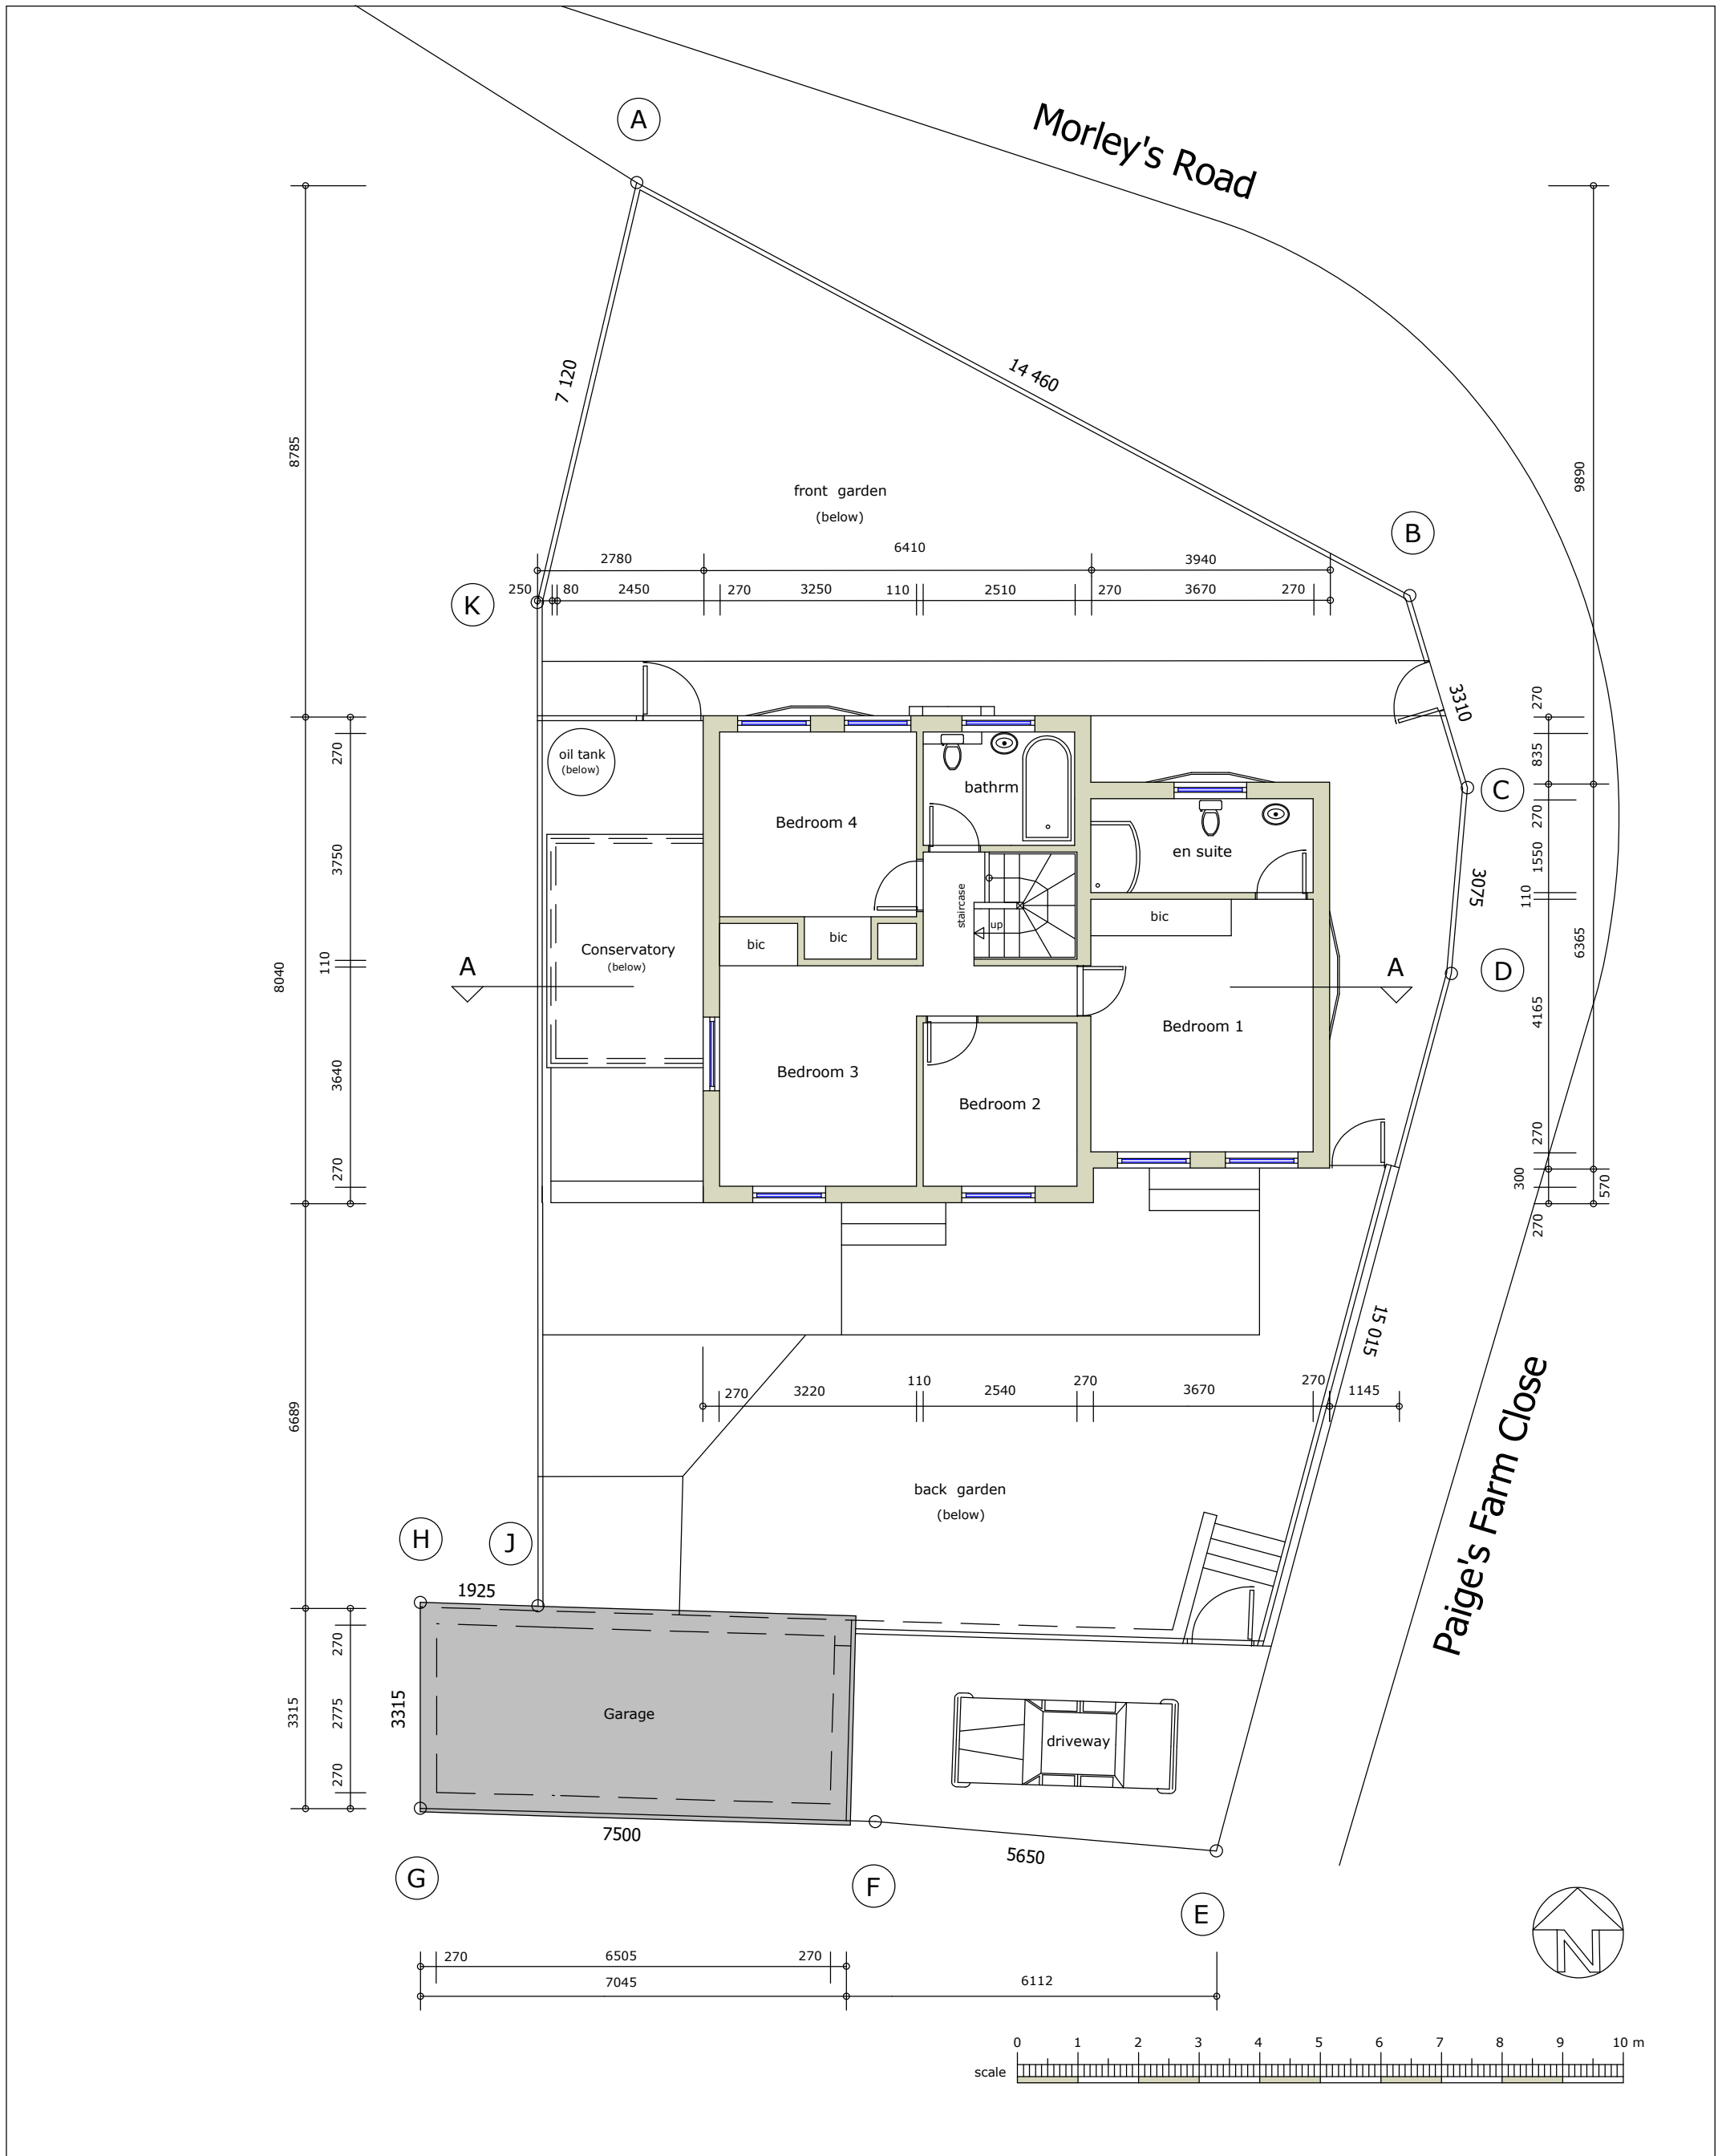 A
Morley's Road
7 120
14 460
8785
9890
front garden
(below)
B
6410
2780
3940
K
250
80
2450
270
3250
110
2510
270
3670
270
3310
270
835
C
270
oil tank
(below)
bathrm
Bedroom 4
270
1550
en suite
3750
staircase
up
bic
bic
bic
3075
110
6365
Conservatory
(below)
A
A
D
8040
110
Bedroom 1
4165
3640
Bedroom 3
Bedroom 2
270
270
300
570
270
15 015
Paige's Farm Close
270
3220
110
2540
270
3670
270
1145
6689
back garden
(below)
H
J
1925
270
3315
2775
3315
Garage
driveway
270
7500
5650
G
F
E
270
6505
270
7045
6112
N
0 1 2 3 4 5 6 7 8 9 10 m
scale